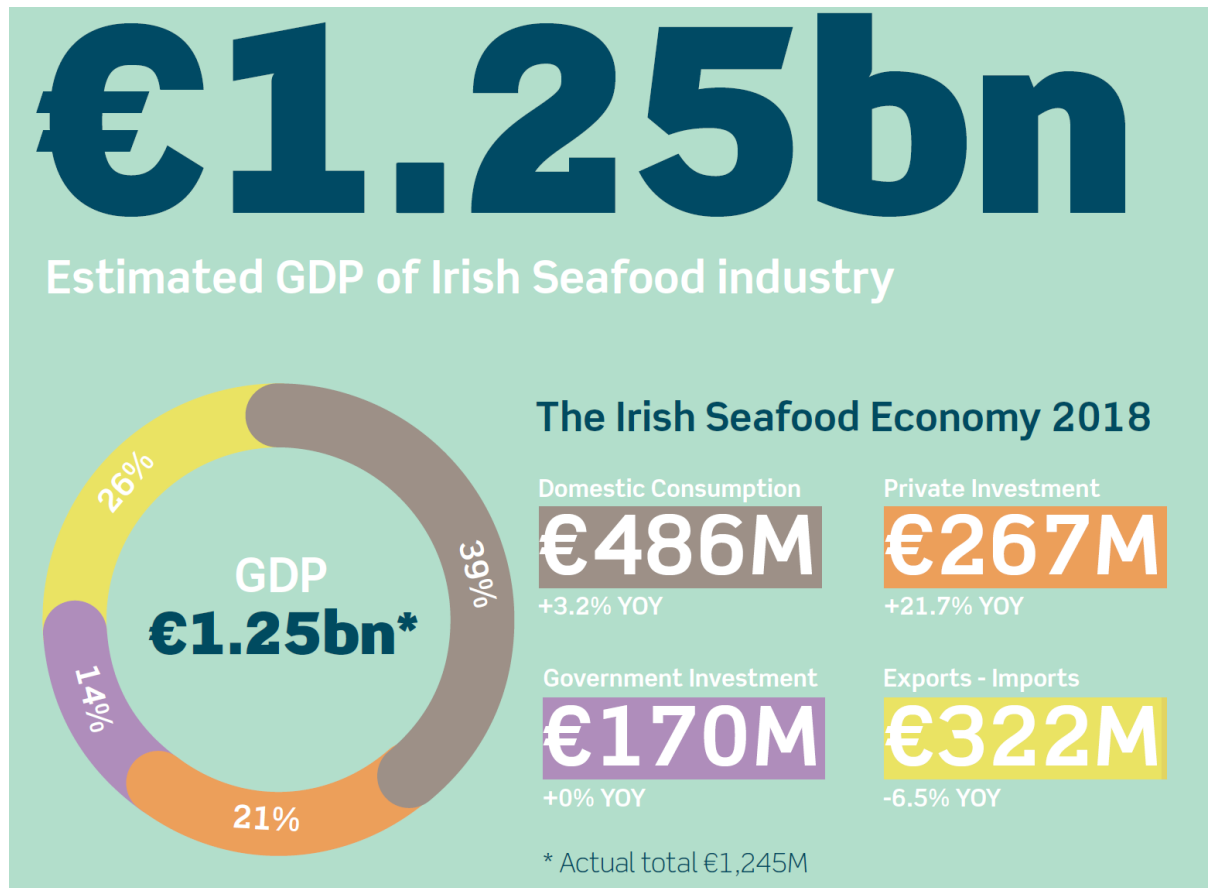 €1.25bn
Estimated GDP of Irish Seafood industry
26%
39%
14%
21%
GDP
€1.25bn*
The Irish Seafood Economy 2018
Domestic Consumption
€486M
+3.2% YOY
Private Investment
€267M
+21.7% YOY
Government Investment
€170M
+0% YOY
Exports - Imports
€322M
-6.5% YOY
* Actual total €1,245M